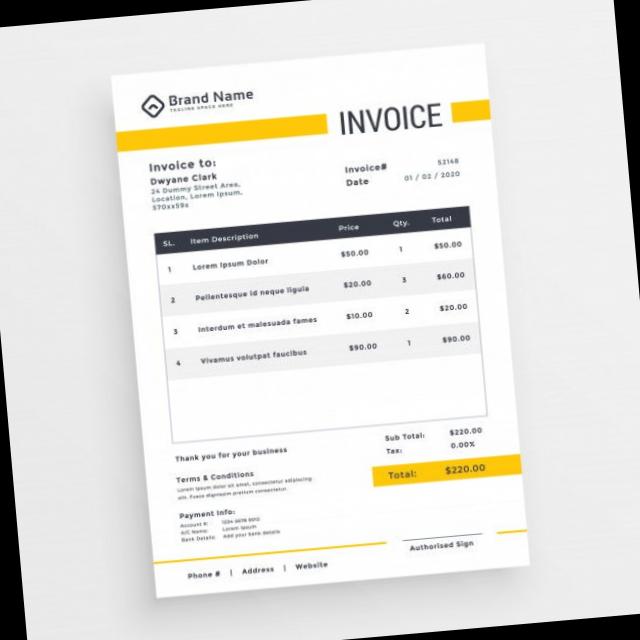 Brand Name
TAGLINE SPACE HERE
INVOICE
Invoice to:
Dwyane Clark
24 Dummy Street Area,
Location, Lorem Ipsum,
570xx59x
Invoice# 52148
Date 01 / 02 / 2020
SL. Item Description Price Qty. Total
1 Lorem Ipsum Dolor $50.00 1 $50.00
2 Pellentesque id neque ligula $20.00 3 $60.00
3 Interdum et malesuada fames $10.00 2 $20.00
4 Vivamus volutpat faucibus $90.00 1 $90.00
Sub Total: $220.00
Tax: 0.00%
Total: $220.00
Thank you for your business
Terms & Conditions
Lorem ipsum dolor sit amet, consectetur adipiscing
elit. Fusce dignissim pretium consectetur.
Payment Info:
Account #: 1234 5678 9012
A/C Name: Lorem Ipsum
Bank Details: Add your bank details
Authorised Sign
Phone # | Address | Website